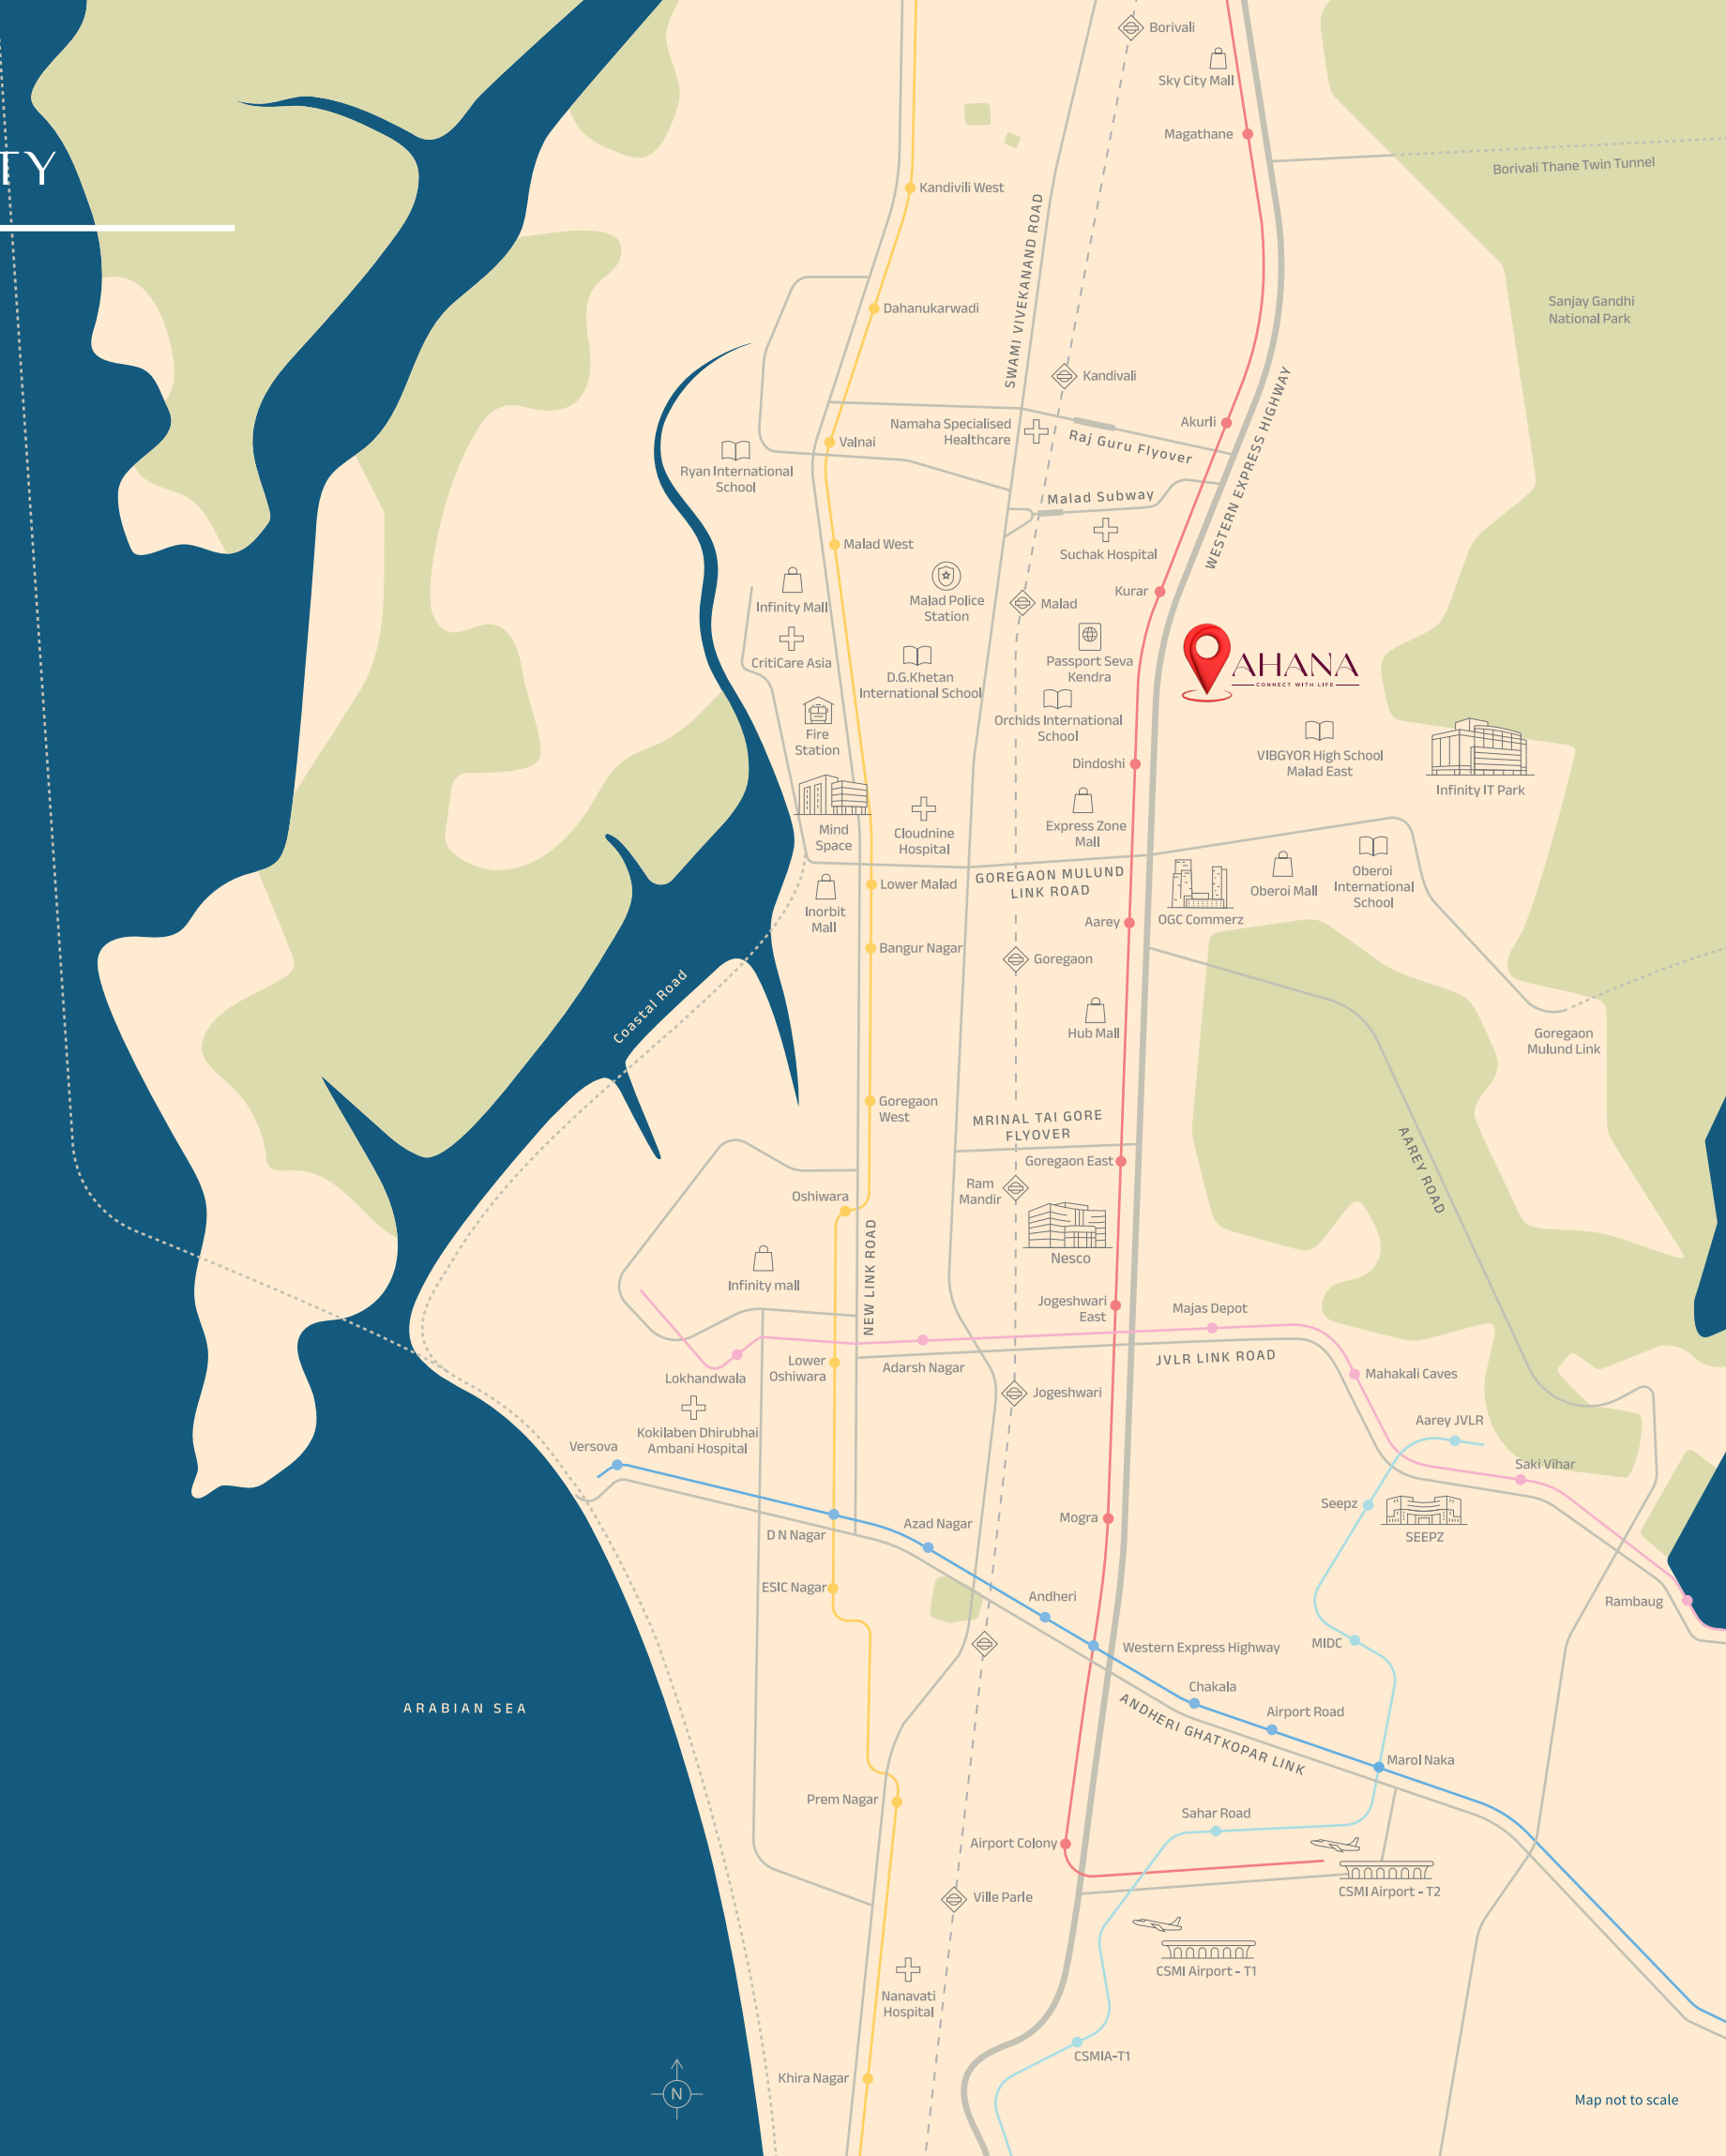 TY
Borivali
Sky City Mall
Magathane
Borivali Thane Twin Tunnel
Kandivili West
SWAMI VIVEKANAND ROAD
Sanjay Gandhi
National Park
Dahanukarwadi
Kandivali
WESTERN EXPRESS HIGHWAY
Akurli
Namaha Specialised
Healthcare
Raj Guru Flyover
Valnai
Ryan International
School
Malad Subway
Suchak Hospital
Malad West
Kurar
Infinity Mall
Malad Police
Station
Malad
CritiCare Asia
D.G.Khetan
International School
Passport Seva
Kendra
AHANA
CONNECT WITH LIFE
Orchids International
School
Fire
Station
VIBGYOR High School
Malad East
Dindoshi
Infinity IT Park
Mind
Space
Cloudnine
Hospital
Express Zone
Mall
GOREGAON MULUND
LINK ROAD
Lower Malad
Oberoi Mall
Oberoi
International
School
Inorbit
Mall
OGC Commerz
Aarey
Bangur Nagar
Goregaon
Coastal Road
Hub Mall
Goregaon
Mulund Link
Goregaon
West
MRINAL TAI GORE
FLYOVER
AAREY ROAD
Goregaon East
Ram
Mandir
Oshiwara
Nesco
NEW LINK ROAD
Infinity mall
Jogeshwari
East
Majas Depot
JVLR LINK ROAD
Lower
Oshiwara
Adarsh Nagar
Lokhandwala
Mahakali Caves
Jogeshwari
Kokilaben Dhirubhai
Ambani Hospital
Aarey JVLR
Versova
Saki Vihar
Seepz
SEEPZ
Mogra
Azad Nagar
D N Nagar
ESIC Nagar
Andheri
Rambaug
Western Express Highway
MIDC
Chakala
Airport Road
ARABIAN SEA
ANDHERI GHATKOPAR LINK
Marol Naka
Prem Nagar
Sahar Road
Airport Colony
CSMI Airport - T2
Ville Parle
CSMI Airport - T1
Nanavati
Hospital
CSMIA-T1
Khira Nagar
N
Map not to scale